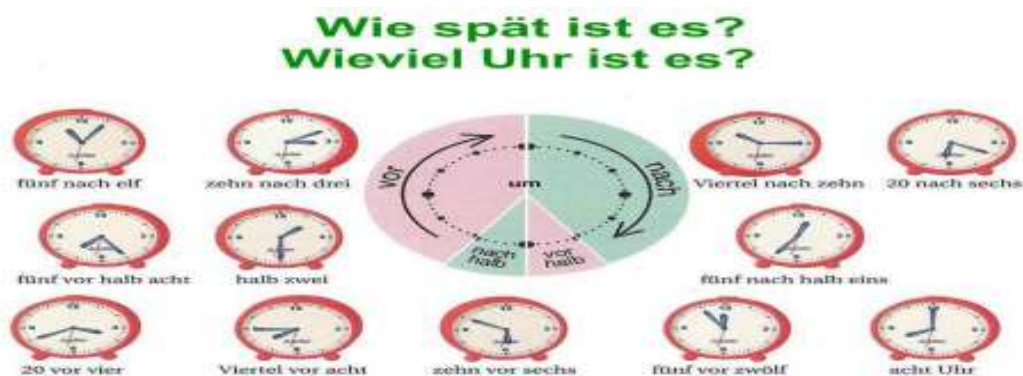 Wie spät ist es?
Wieviel Uhr ist es?
fünf nach elf
zehn nach drei
vor
um
nach
nach halb
vor halb
Viertel nach zehn
20 nach sechs
fünf vor halb acht
halb zwei
fünf nach halb eins
20 vor vier
Viertel vor acht
zehn vor sechs
fünf vor zwölf
acht Uhr